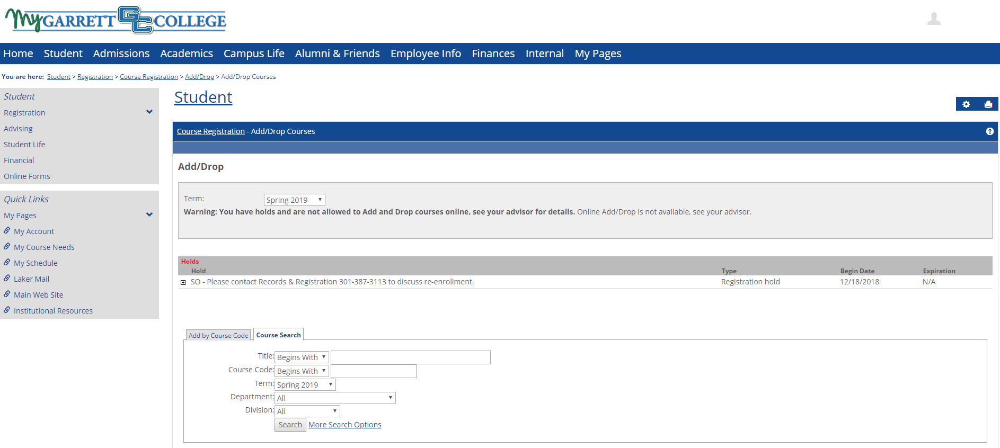 My GARRETT GC COLLEGE
Home Student Admissions Academics Campus Life Alumni & Friends Employee Info Finances Internal My Pages
You are here: Student > Registration > Course Registration > Add/Drop > Add/Drop Courses
Student
Registration
Advising
Student Life
Financial
Online Forms
Quick Links
My Pages
My Account
My Course Needs
My Schedule
Laker Mail
Main Web Site
Institutional Resources
Student
Course Registration - Add/Drop Courses
?
Add/Drop
Term: Spring 2019
Warning: You have holds and are not allowed to Add and Drop courses online, see your advisor for details. Online Add/Drop is not available, see your advisor.
Holds
Hold Type Begin Date Expiration
SO - Please contact Records & Registration 301-387-3113 to discuss re-enrollment. Registration hold 12/18/2018 N/A
Add by Course Code Course Search
Title: Begins With
Course Code: Begins With
Term: Spring 2019
Department: All
Division: All
Search More Search Options